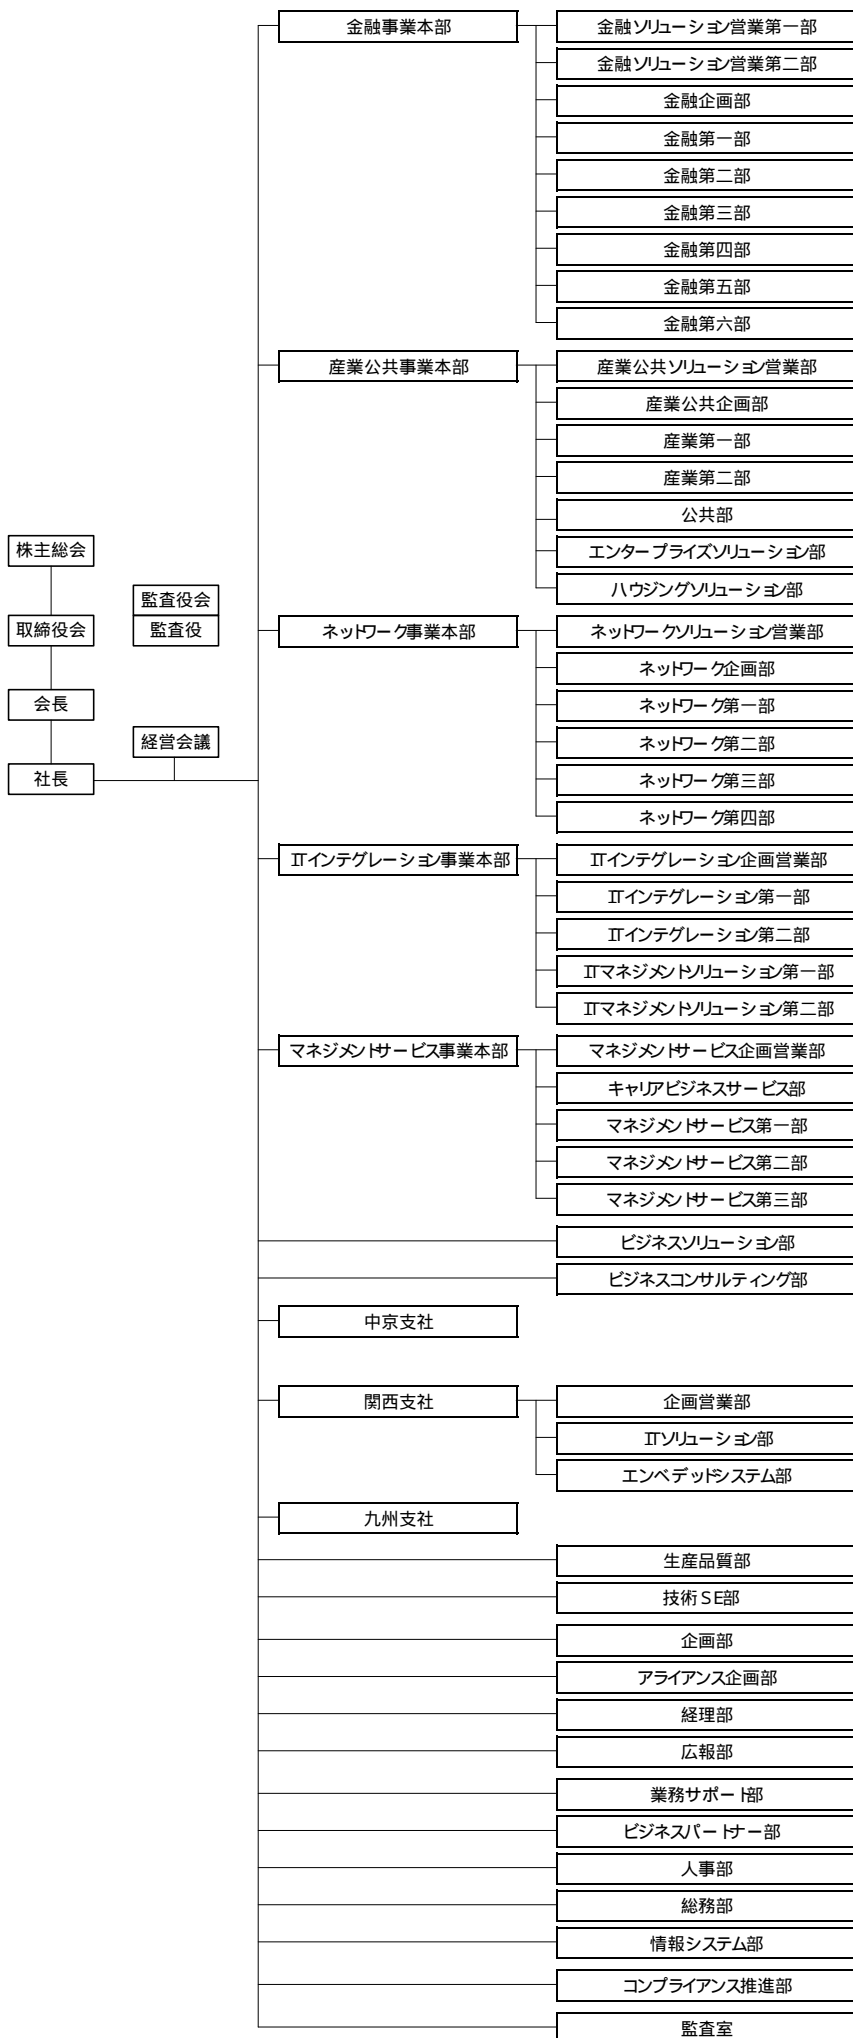 株主総会
取締役会
会長
社長
監査役会
監査役
経営会議
金融事業本部
金融ソリューション営業第一部
金融ソリューション営業第二部
金融企画部
金融第一部
金融第二部
金融第三部
金融第四部
金融第五部
金融第六部
産業公共事業本部
産業公共ソリューション営業部
産業公共企画部
産業第一部
産業第二部
公共部
エンタープライズソリューション部
ハウジングソリューション部
ネットワーク事業本部
ネットワークソリューション営業部
ネットワーク企画部
ネットワーク第一部
ネットワーク第二部
ネットワーク第三部
ネットワーク第四部
ITインテグレーション事業本部
ITインテグレーション企画営業部
ITインテグレーション第一部
ITインテグレーション第二部
ITマネジメントソリューション第一部
ITマネジメントソリューション第二部
マネジメントサービス事業本部
マネジメントサービス企画営業部
キャリアビジネスサービス部
マネジメントサービス第一部
マネジメントサービス第二部
マネジメントサービス第三部
ビジネスソリューション部
ビジネスコンサルティング部
中京支社
関西支社
企画営業部
ITソリューション部
エンベデッドシステム部
九州支社
生産品質部
技術SE部
企画部
アライアンス企画部
経理部
広報部
業務サポート部
ビジネスパートナー部
人事部
総務部
情報システム部
コンプライアンス推進部
監査室